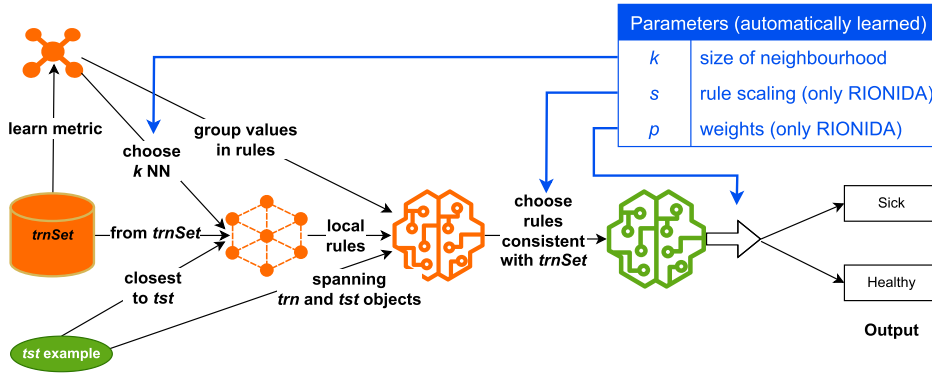 Parameters (automatically learned)
k size of neighbourhood
s rule scaling (only RIONIDA)
p weights (only RIONIDA)
learn metric
choose
k NN
group values
in rules
trnSet
from trnSet
local
rules
choose
rules
consistent
with trnSet
closest
to tst
spanning
trn and tst objects
tst example
Sick
Healthy
Output